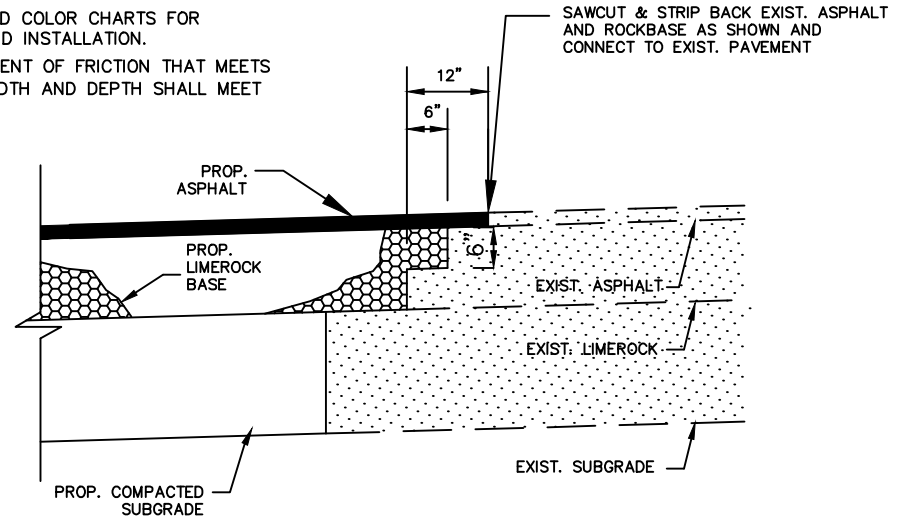 D COLOR CHARTS FOR
D INSTALLATION.
ENT OF FRICTION THAT MEETS
TH AND DEPTH SHALL MEET
SAWCUT & STRIP BACK EXIST. ASPHALT
AND ROCKBASE AS SHOWN AND
CONNECT TO EXIST. PAVEMENT
12"
6"
PROP.
ASPHALT
6"
PROP.
LIMEROCK
BASE
EXIST. ASPHALT
EXIST. LIMEROCK
EXIST. SUBGRADE
PROP. COMPACTED
SUBGRADE